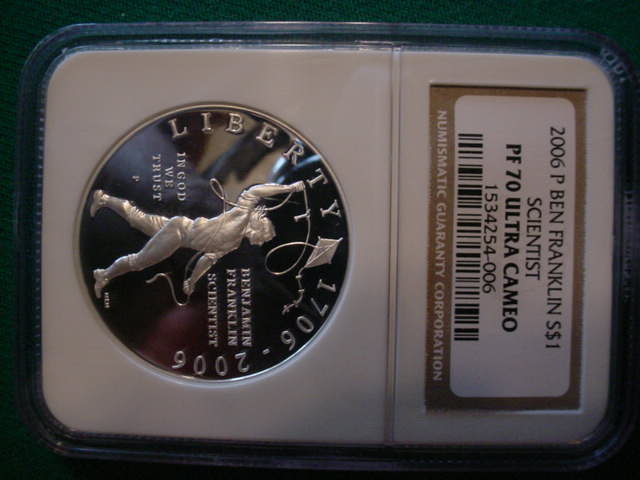 2006 P BEN FRANKLIN S$1
SCIENTIST
PF 70 ULTRA CAMEO
1534254-006
NUMISMATIC GUARANTY CORPORATION
LIBERTY 1706 - 2006
IN GOD
WE
TRUST
P
BENJAMIN
FRANKLIN
SCIENTIST